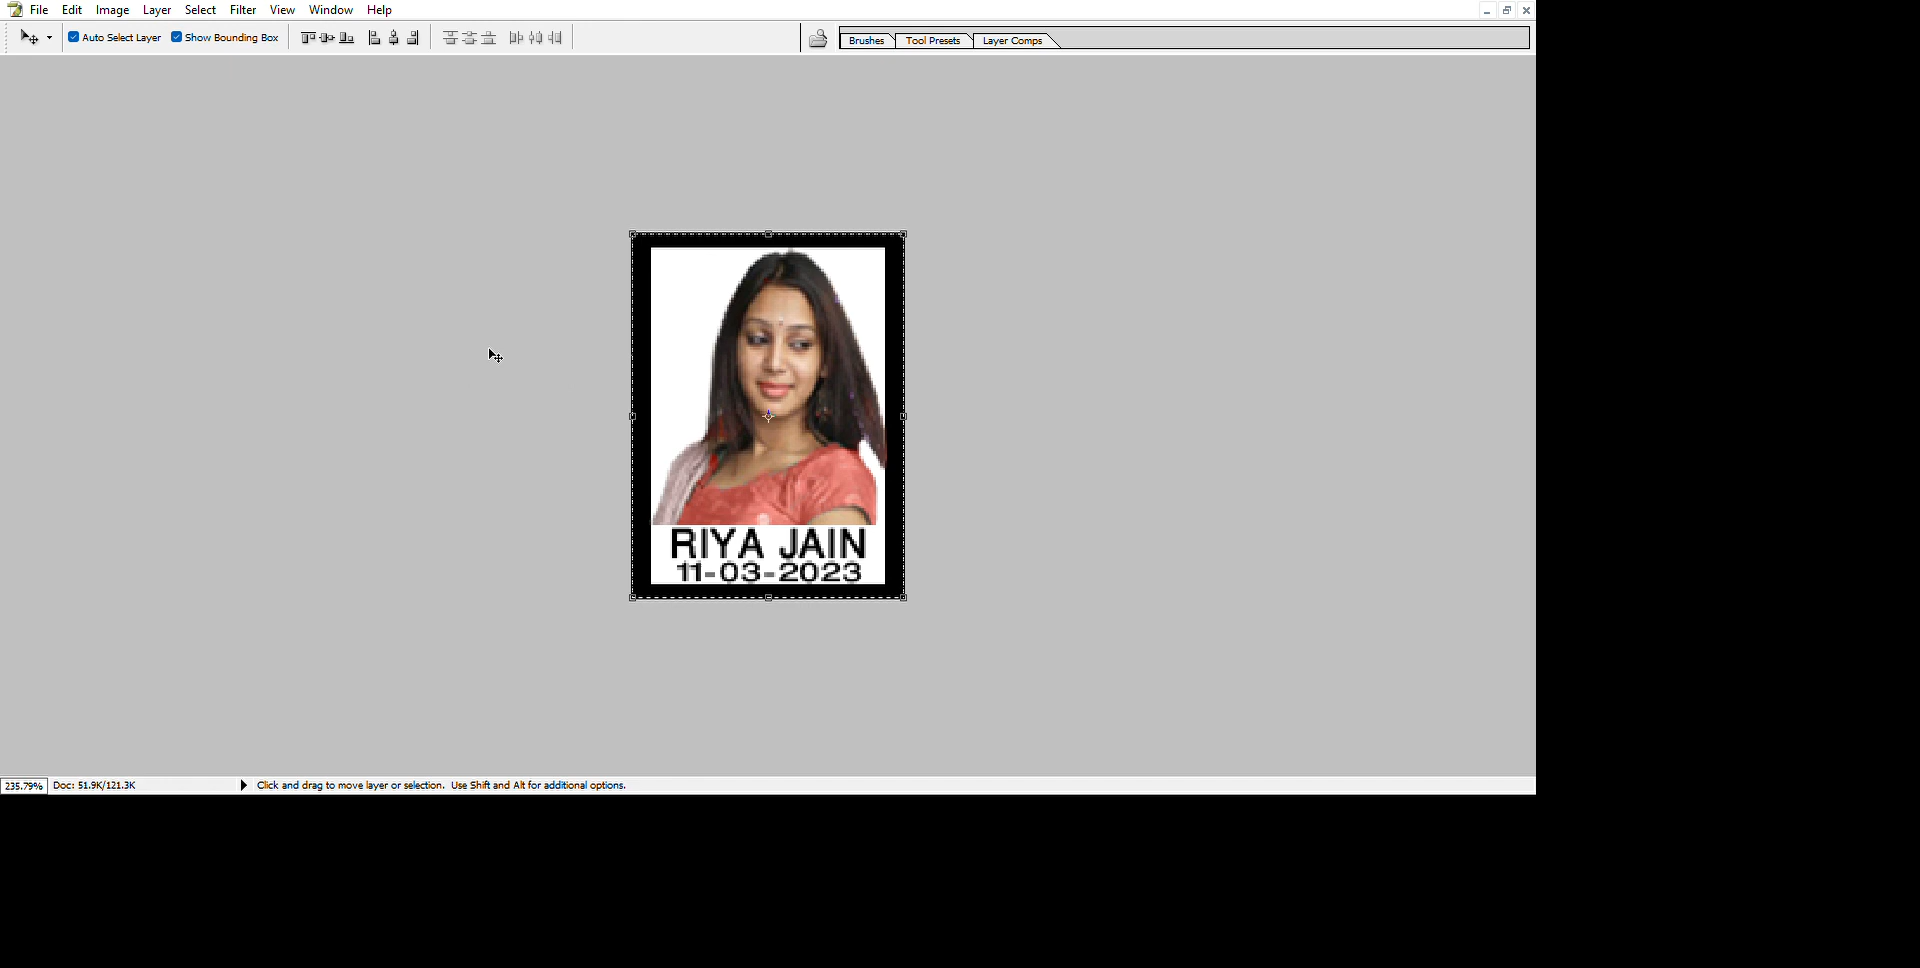 File Edit Image Layer Select Filter View Window Help
Auto Select Layer Show Bounding Box Brushes Tool Presets Layer Comps
RIYA JAIN
11-03-2023
235.79% Doc: 51.9K/121.3K Click and drag to move layer or selection. Use Shift and Alt for additional options.